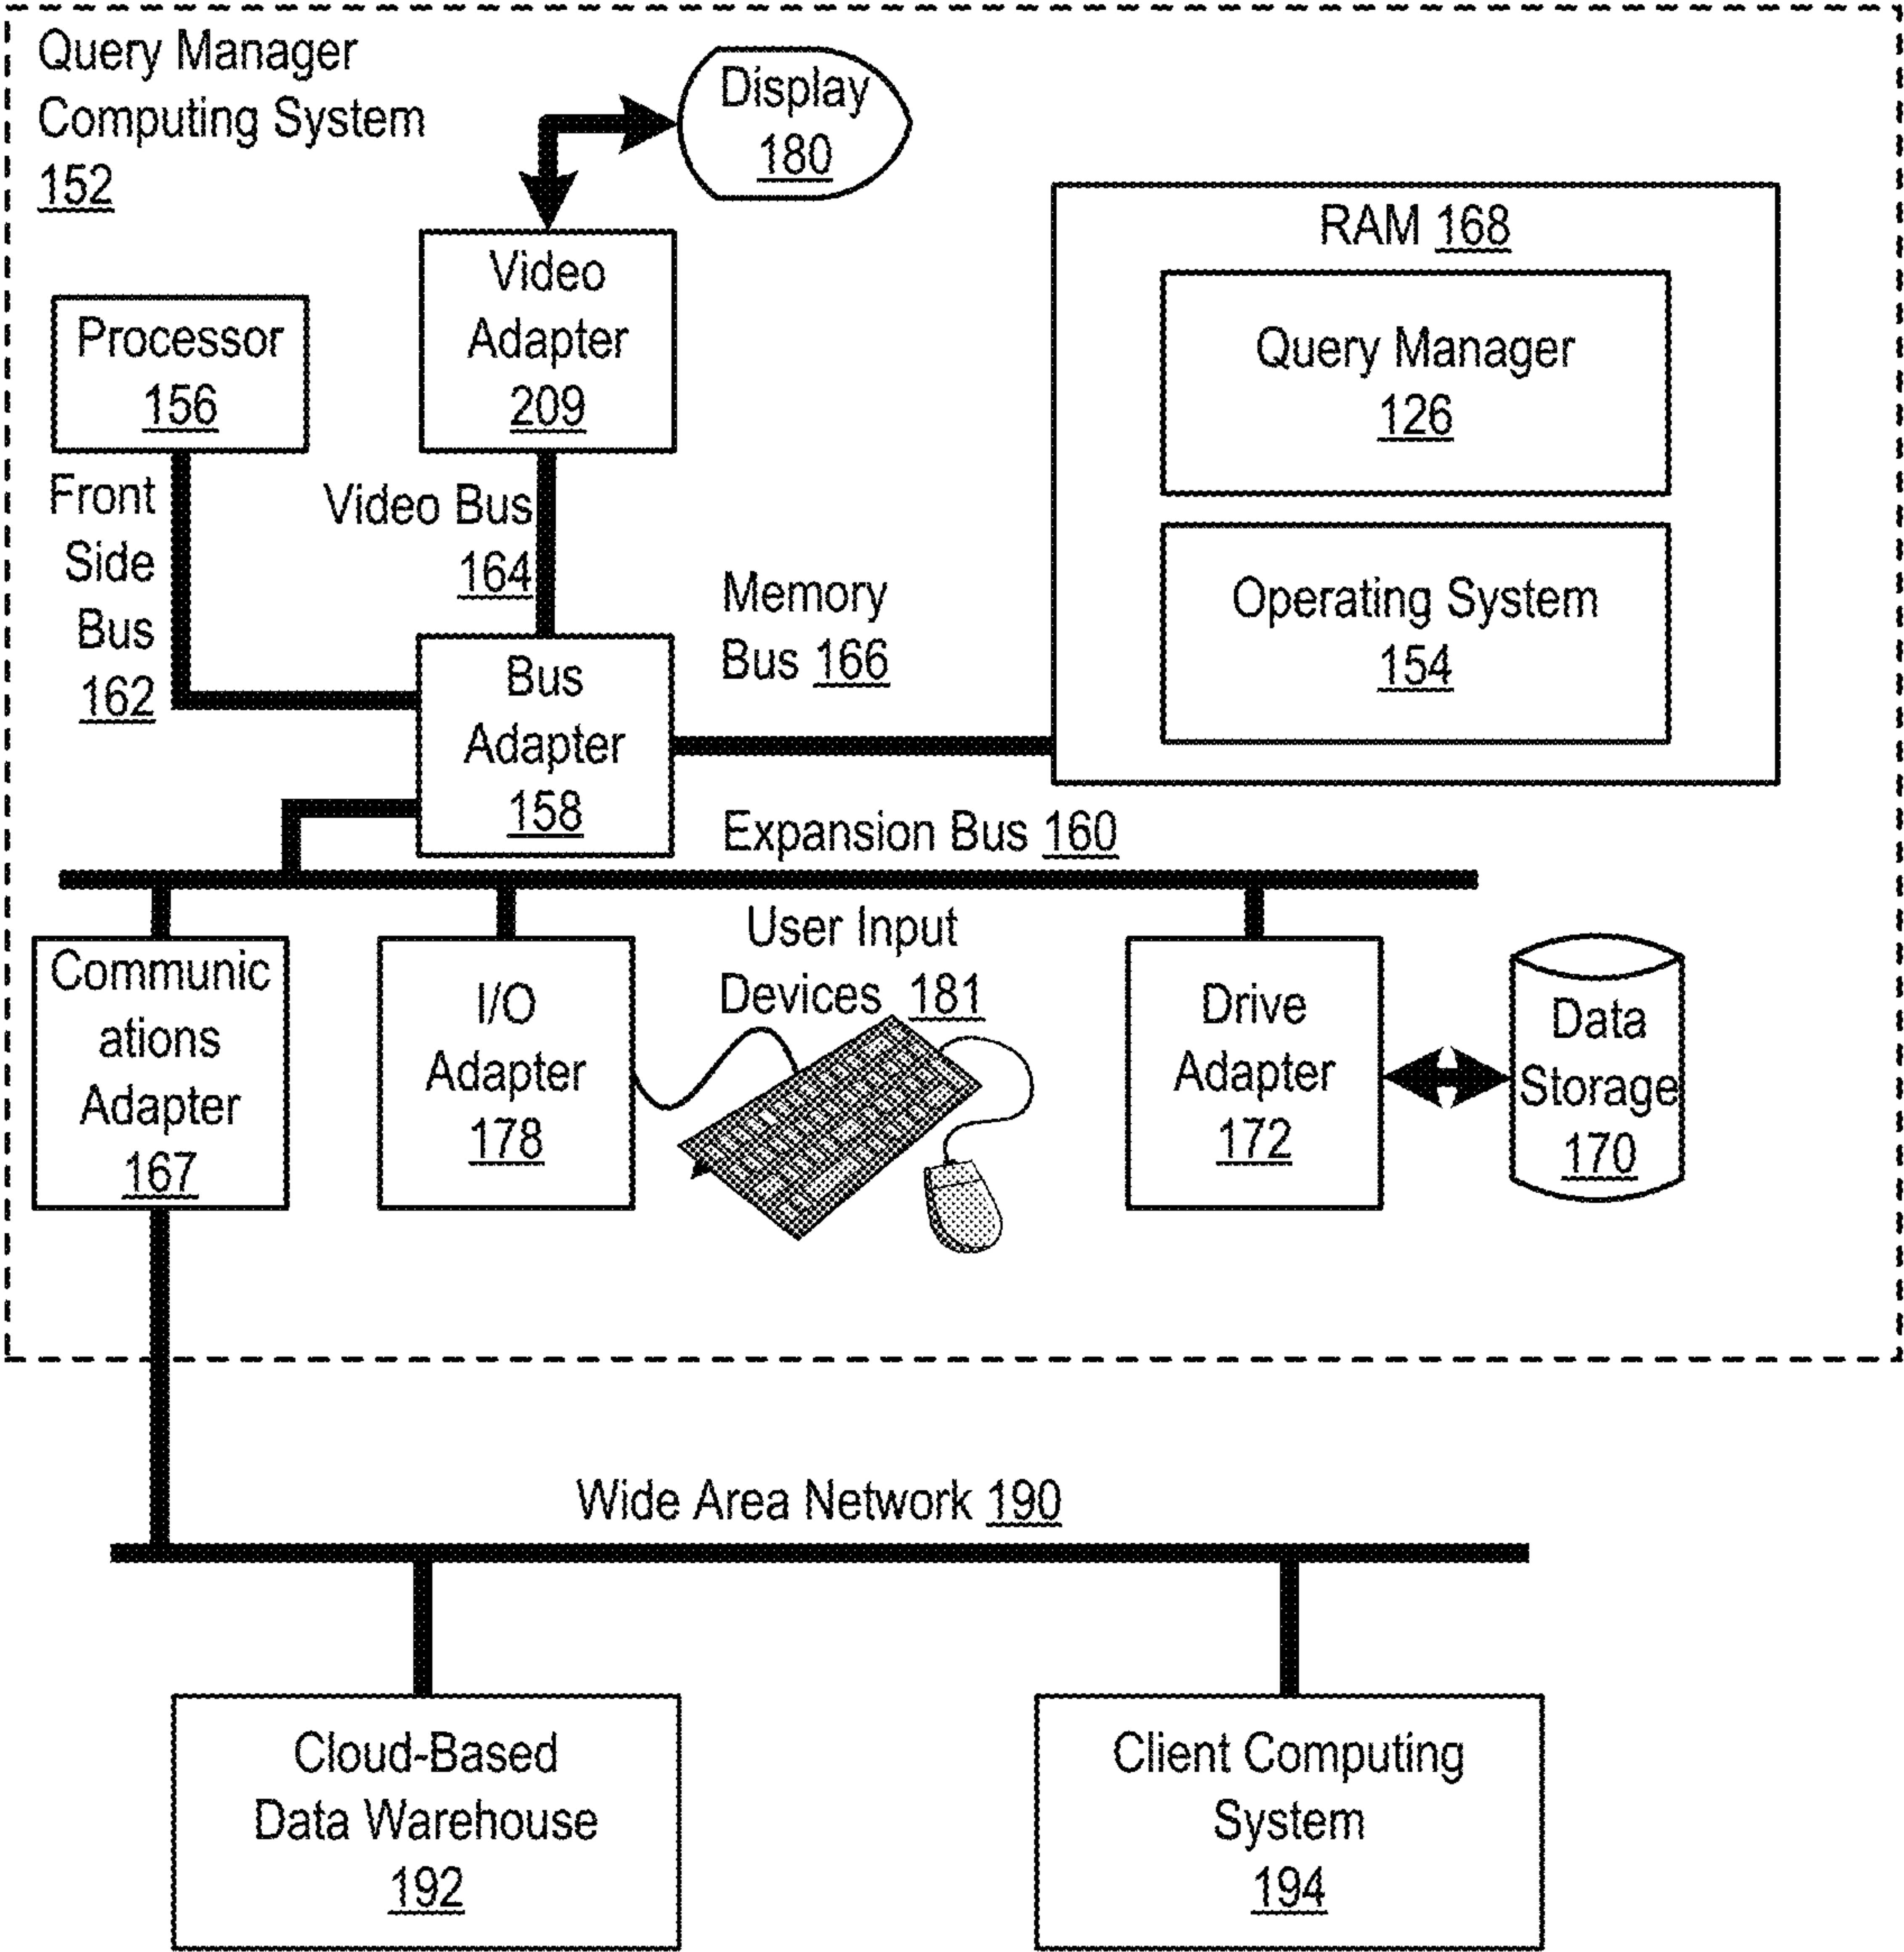 Query Manager
Computing System
152
Display
180
Video
Adapter
209
Processor
156
RAM 168
Query Manager
126
Operating System
154
Front
Side
Bus
162
Video Bus
164
Memory
Bus 166
Bus
Adapter
158
Expansion Bus 160
Communic
ations
Adapter
167
I/O
Adapter
178
User Input
Devices 181
Drive
Adapter
172
Data
Storage
170
Wide Area Network 190
Cloud-Based
Data Warehouse
192
Client Computing
System
194